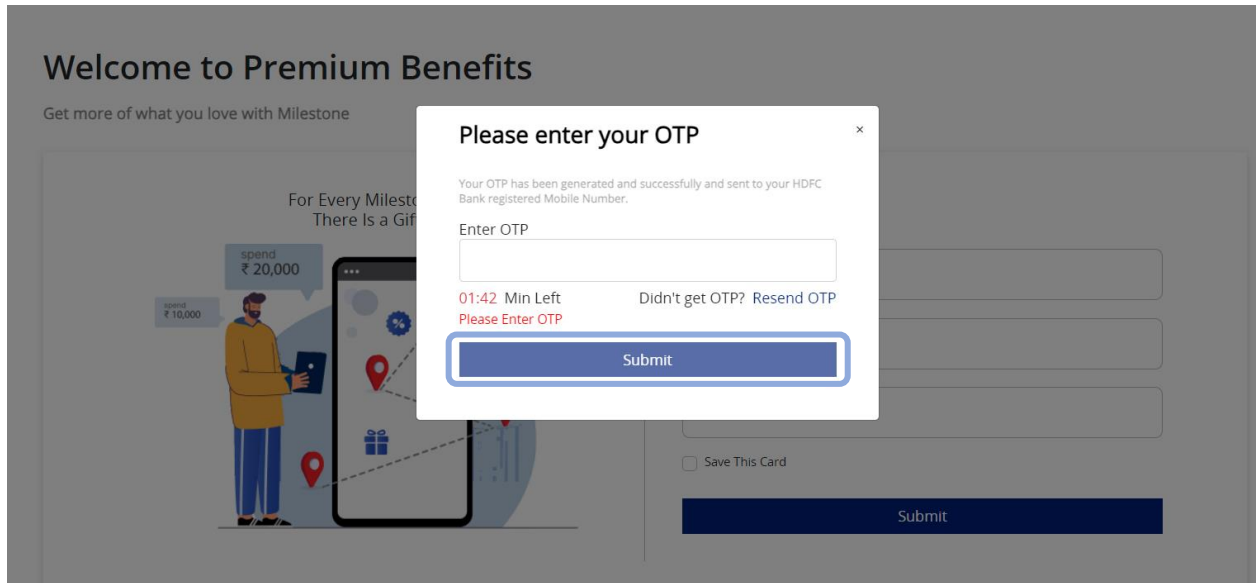 Welcome to Premium Benefits
Get more of what you love with Milestone
For Every Milesto
There Is a Gif
spend
₹ 20,000
spend
₹ 10,000
Please enter your OTP
×
Your OTP has been generated and successfully and sent to your HDFC
Bank registered Mobile Number.
Enter OTP
01:42 Min Left Didn't get OTP? Resend OTP
Please Enter OTP
Submit
Save This Card
Submit